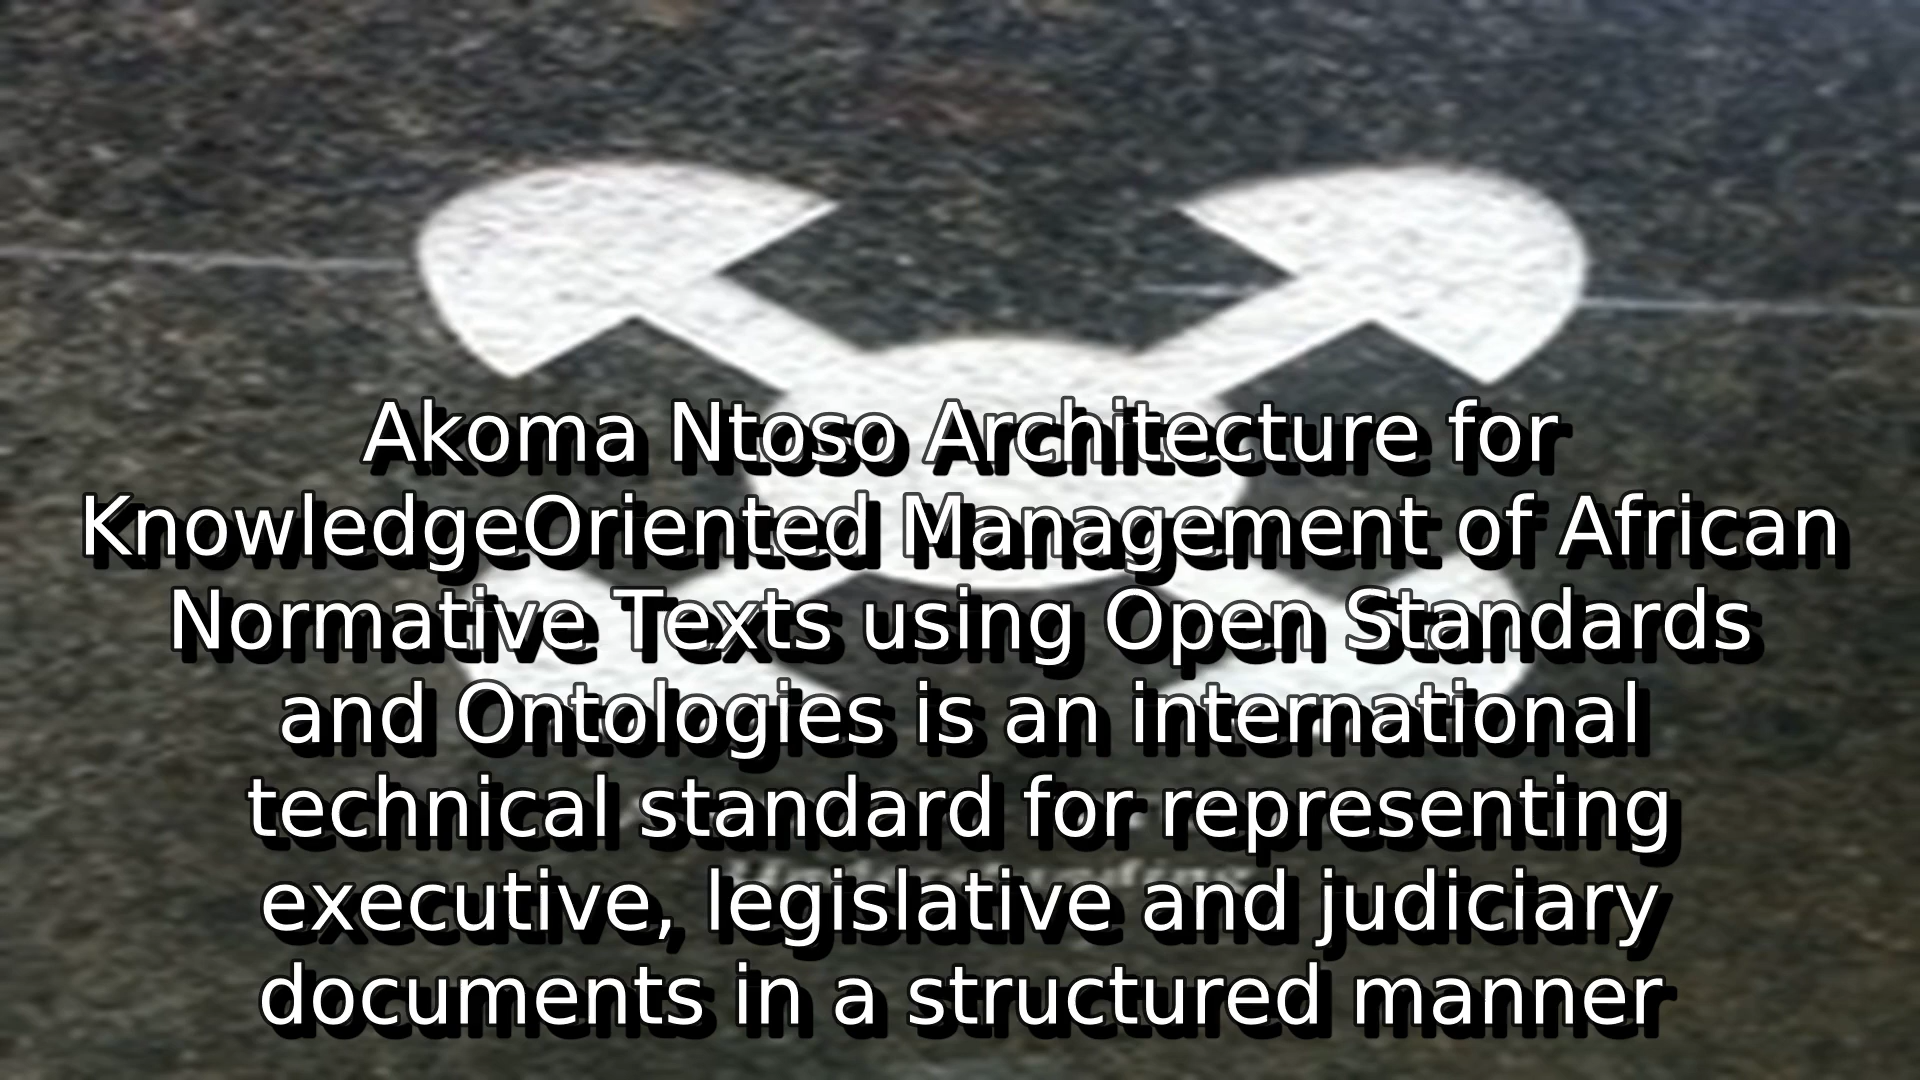 Akoma Ntoso Architecture for
KnowledgeOriented Management of African
Normative Texts using Open Standards
and Ontologies is an international
technical standard for representing
executive, legislative and judiciary
documents in a structured manner